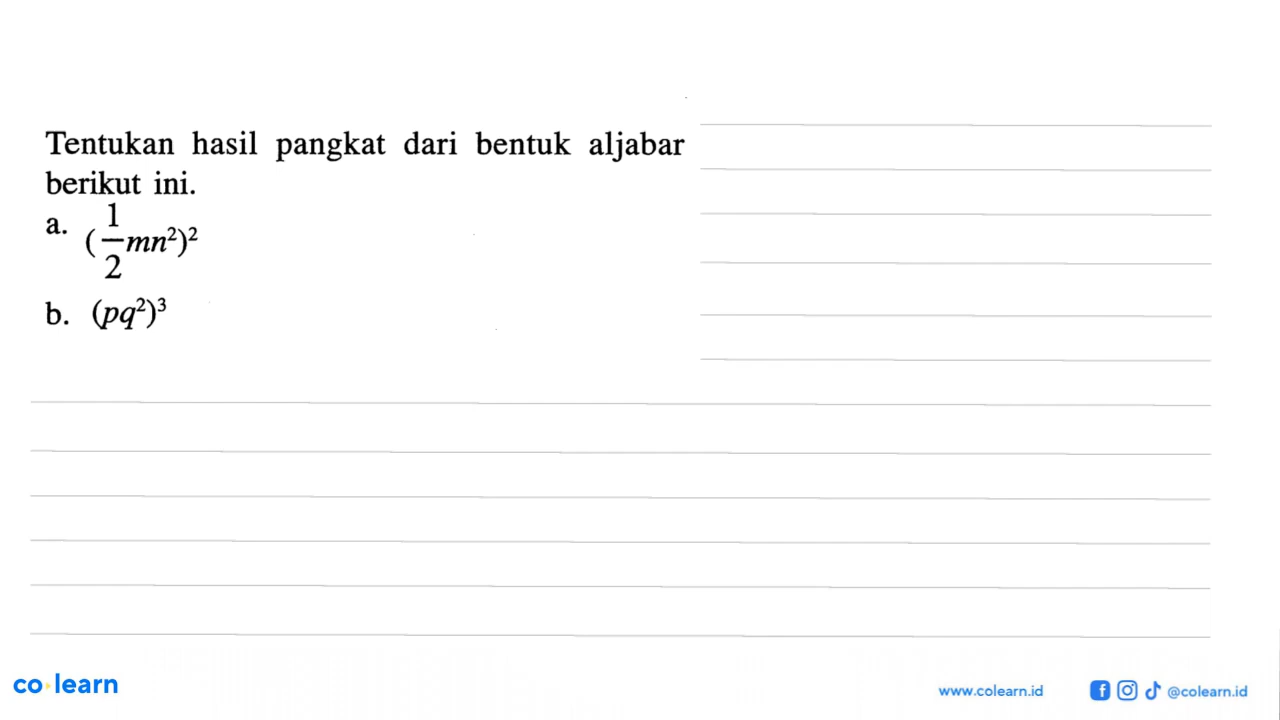 Tentukan hasil pangkat dari bentuk aljabar
berikut ini.
a. (1/2 mn²)²
b. (pq²)³
co learn
www.colearn.id
@colearn.id